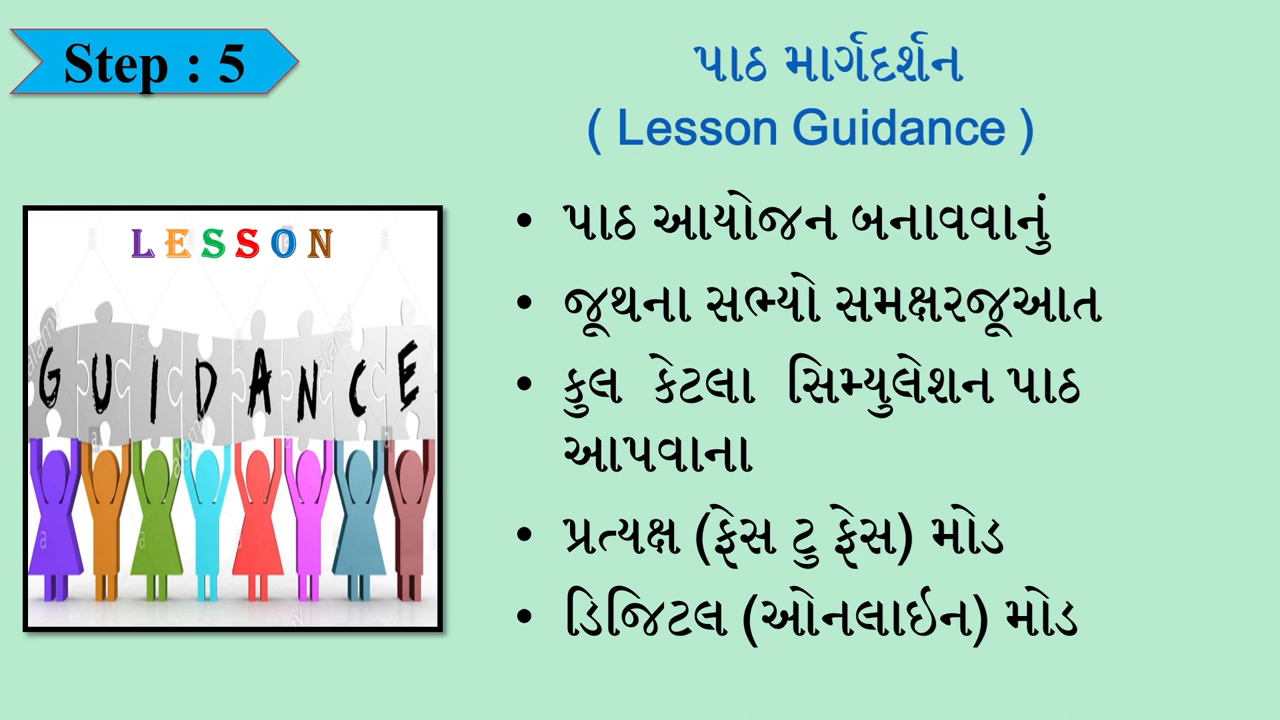 Step : 5
પાઠ માર્ગદર્શન
( Lesson Guidance )
LESSON
GUIDANCE
• પાઠ આયોજન બનાવવાનું
• જૂથના સભ્યો સમક્ષરજૂઆત
• કુલ કેટલા સિમ્યુલેશન પાઠ
આપવાના
• પ્રત્યક્ષ (ફેસ ટુ ફેસ) મોડ
• ડિજિટલ (ઓનલાઇન) મોડ